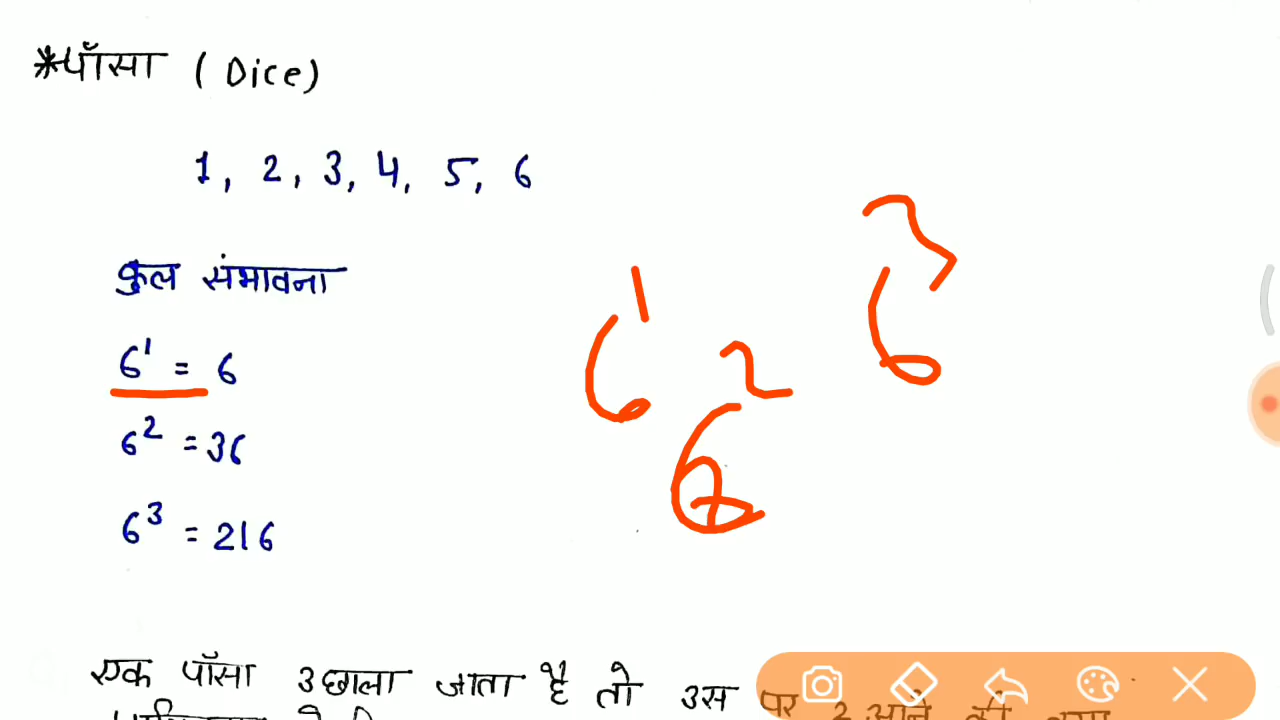 *पाँसा (Dice)
1, 2, 3, 4, 5, 6
कुल संभावना
6¹ = 6
6² = 36
6³ = 216
6¹
6²
6³
एक पाँसा उछाला जाता है तो उस पर 2 आने की क्या